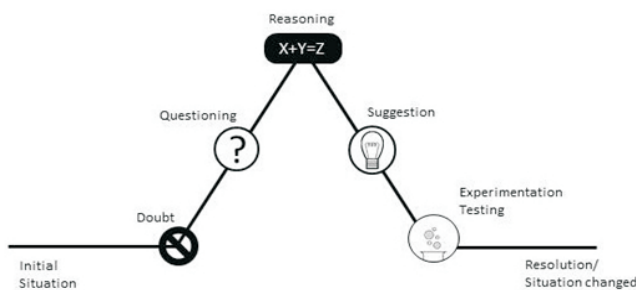 Reasoning
X+Y=Z
Questioning
?
Suggestion
Doubt
Experimentation
Testing
Initial
Situation
Resolution/
Situation changed